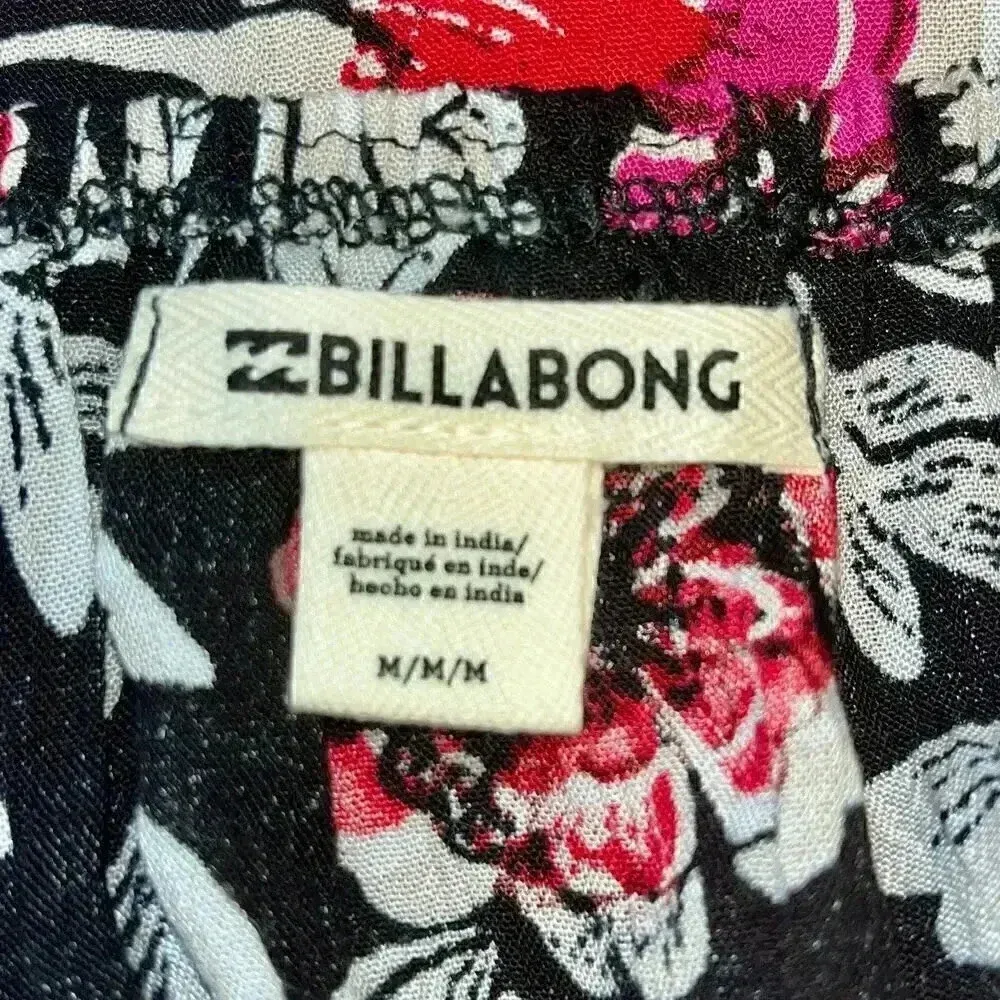 BILLABONG
made in india/
fabriqué en inde/
hecho en india
M/M/M